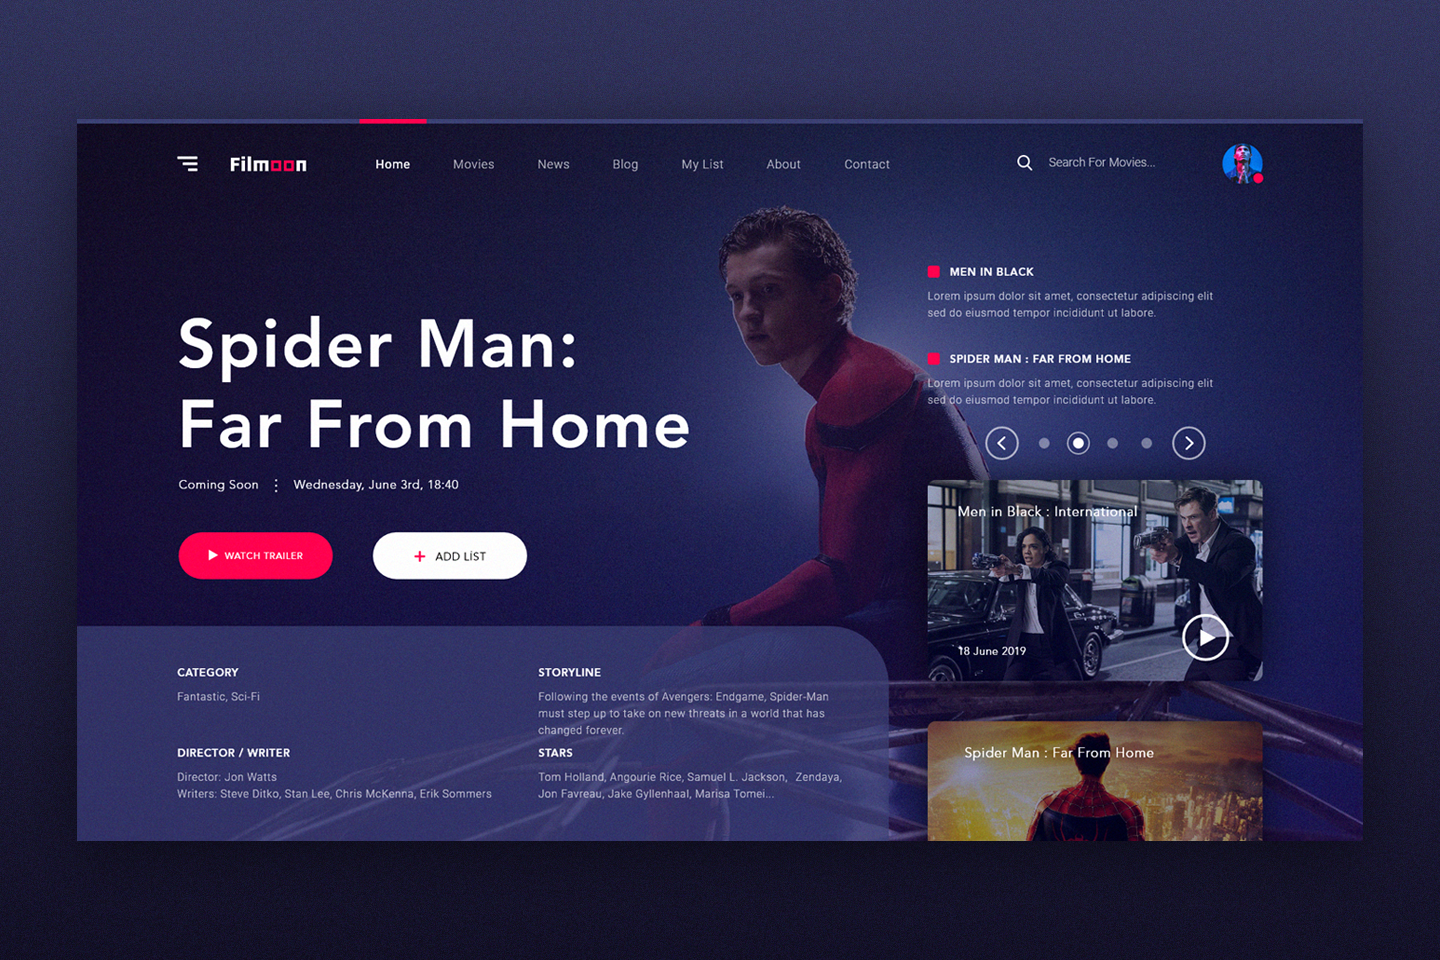 Filmoon
Home
Movies
News
Blog
My List
About
Contact
Search For Movies...
Spider Man:
Far From Home
Coming Soon
Wednesday, June 3rd, 18:40
WATCH TRAILER
ADD LİST
CATEGORY
Fantastic, Sci-Fi
DIRECTOR / WRITER
Director: Jon Watts
Writers: Steve Ditko, Stan Lee, Chris McKenna, Erik Sommers
STORYLINE
Following the events of Avengers: Endgame, Spider-Man
must step up to take on new threats in a world that has
changed forever.
STARS
Tom Holland, Angourie Rice, Samuel L. Jackson, Zendaya,
Jon Favreau, Jake Gyllenhaal, Marisa Tomei...
MEN IN BLACK
Lorem ipsum dolor sit amet, consectetur adipiscing elit
sed do eiusmod tempor incididunt ut labore.
SPIDER MAN : FAR FROM HOME
Lorem ipsum dolor sit amet, consectetur adipiscing elit
sed do eiusmod tempor incididunt ut labore.
Men in Black : International
18 June 2019
Spider Man : Far From Home